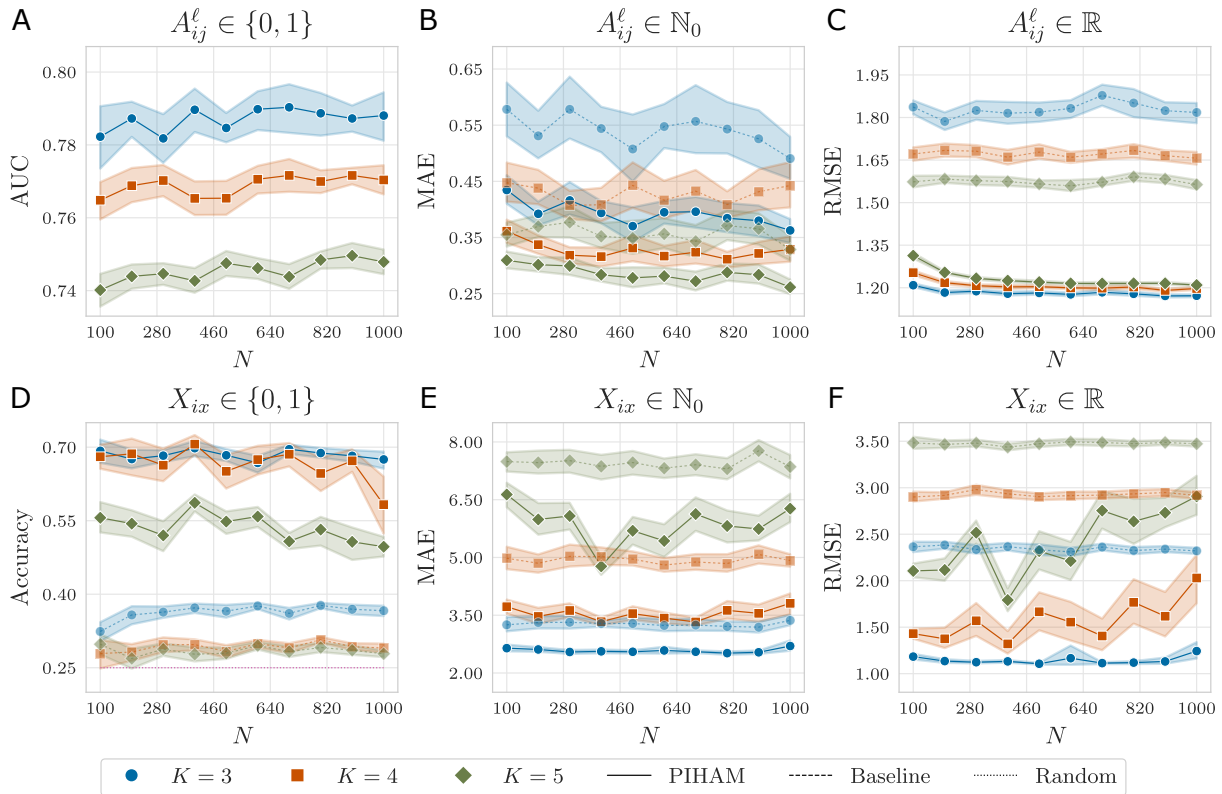 A
$A_{ij}^{\ell} \in \{0, 1\}$
AUC
0.80
0.78
0.76
0.74
100 280 460 640 820 1000
N
B
$A_{ij}^{\ell} \in \mathbb{N}_0$
MAE
0.65
0.55
0.45
0.35
0.25
100 280 460 640 820 1000
N
C
$A_{ij}^{\ell} \in \mathbb{R}$
RMSE
1.95
1.80
1.65
1.50
1.35
1.20
100 280 460 640 820 1000
N
D
$X_{ix} \in \{0, 1\}$
Accuracy
0.70
0.55
0.40
0.25
100 280 460 640 820 1000
N
E
$X_{ix} \in \mathbb{N}_0$
MAE
8.00
6.50
5.00
3.50
2.00
100 280 460 640 820 1000
N
F
$X_{ix} \in \mathbb{R}$
RMSE
3.50
3.00
2.50
2.00
1.50
1.00
100 280 460 640 820 1000
N
K = 3 K = 4 K = 5 PIHAM Baseline Random